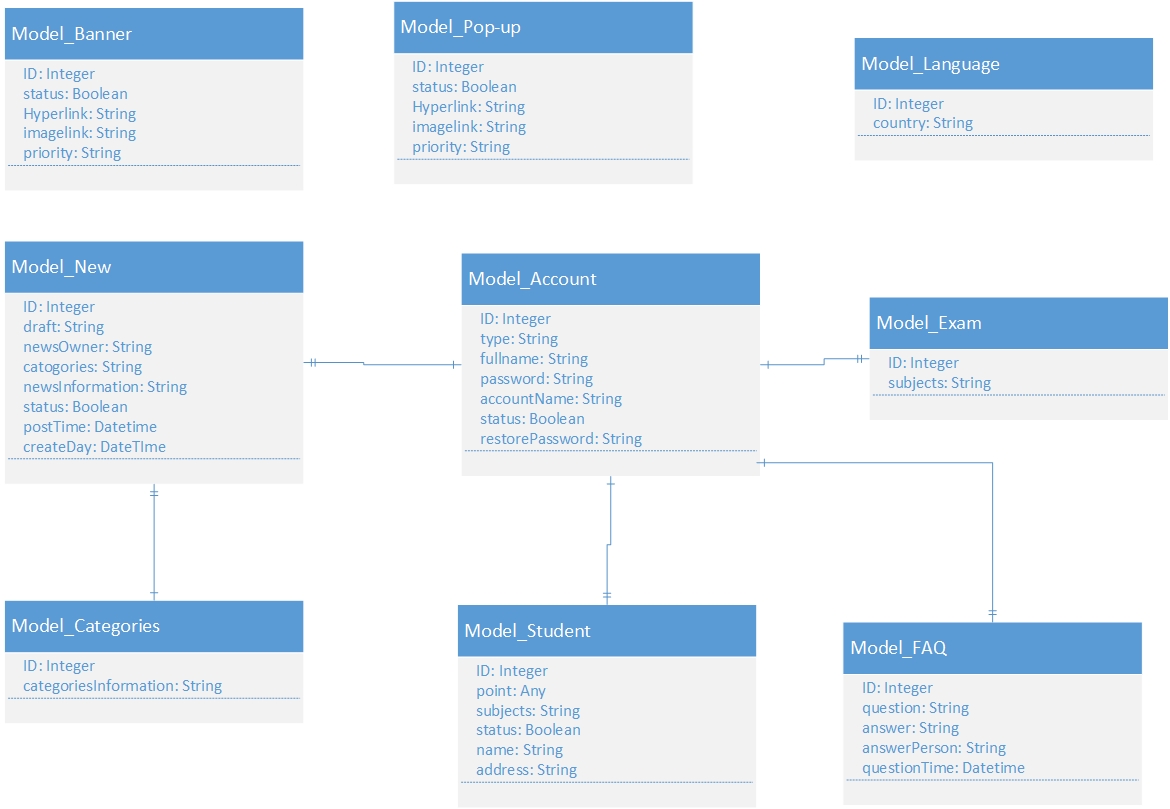 Model_Banner
ID: Integer
status: Boolean
Hyperlink: String
imagelink: String
priority: String
Model_Pop-up
ID: Integer
status: Boolean
Hyperlink: String
imagelink: String
priority: String
Model_Language
ID: Integer
country: String
Model_New
ID: Integer
draft: String
newsOwner: String
catogories: String
newsInformation: String
status: Boolean
postTime: Datetime
createDay: DateTIme
Model_Account
ID: Integer
type: String
fullname: String
password: String
accountName: String
status: Boolean
restorePassword: String
Model_Exam
ID: Integer
subjects: String
Model_Categories
ID: Integer
categoriesInformation: String
Model_Student
ID: Integer
point: Any
subjects: String
status: Boolean
name: String
address: String
Model_FAQ
ID: Integer
question: String
answer: String
answerPerson: String
questionTime: Datetime